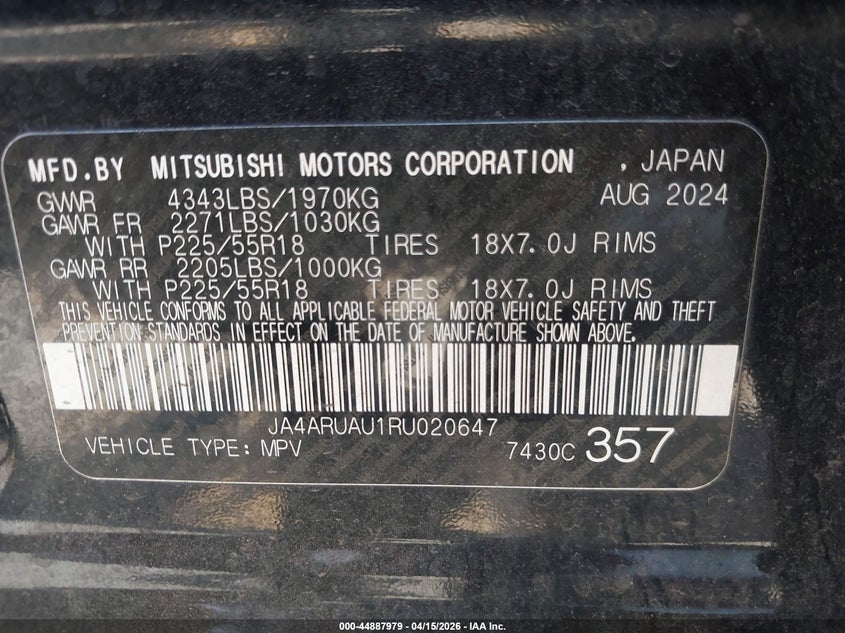 MFD.BY MITSUBISHI MOTORS CORPORATION , JAPAN
GVWR 4343LBS/1970KG AUG 2024
GAWR FR 2271LBS/1030KG
WITH P225/55R18 TIRES 18X7.0J RIMS
GAWR RR 2205LBS/1000KG
WITH P225/55R18 TIRES 18X7.0J RIMS
THIS VEHICLE CONFORMS TO ALL APPLICABLE FEDERAL MOTOR VEHICLE SAFETY AND THEFT
PREVENTION STANDARDS IN EFFECT ON THE DATE OF MANUFACTURE SHOWN ABOVE.
JA4ARUAU1RU020647
VEHICLE TYPE: MPV 7430C 357
000-44887979 - 04/15/2026 - IAA Inc.